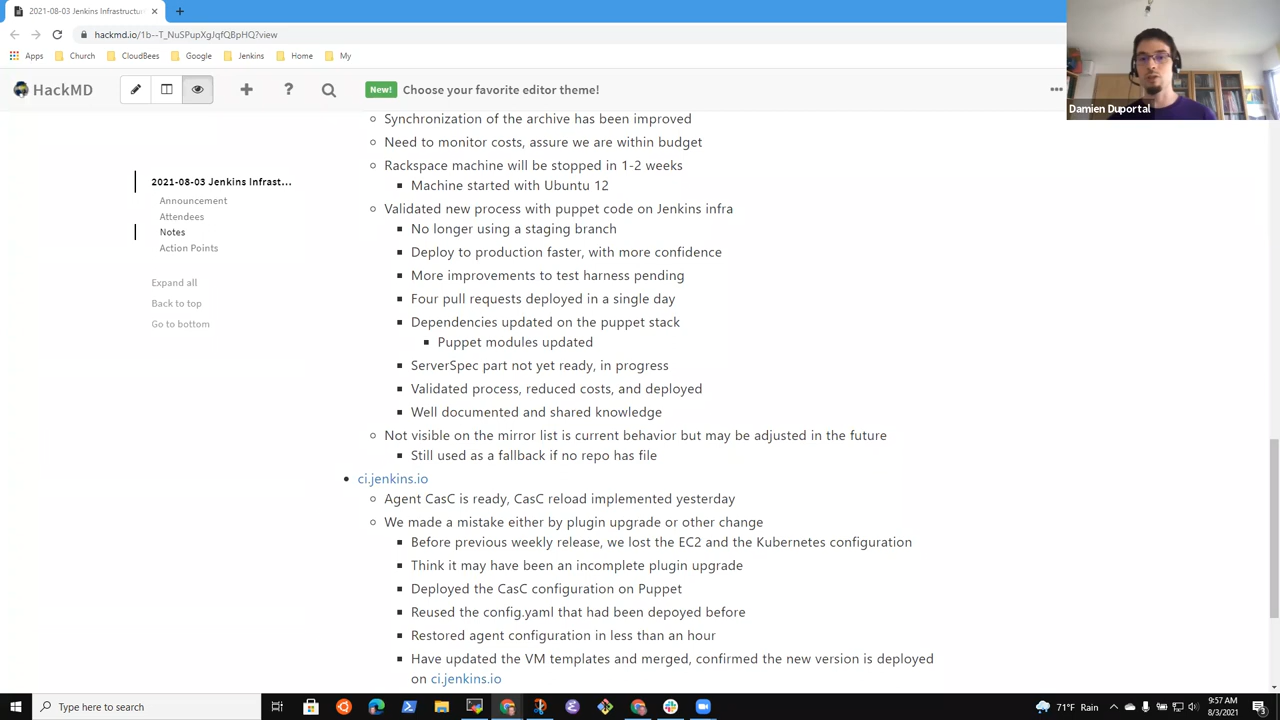 2021-08-03 Jenkins Infrastructu
hackmd.io/1b--T_NuSPupXgJqfQBpHQ?view
Apps
Church
CloudBees
Google
Jenkins
Home
My
HackMD
New!
Choose your favorite editor theme!
Damien Duportal
2021-08-03 Jenkins Infrast...
Announcement
Attendees
Notes
Action Points
Expand all
Back to top
Go to bottom
Synchronization of the archive has been improved
Need to monitor costs, assure we are within budget
Rackspace machine will be stopped in 1-2 weeks
Machine started with Ubuntu 12
Validated new process with puppet code on Jenkins infra
No longer using a staging branch
Deploy to production faster, with more confidence
More improvements to test harness pending
Four pull requests deployed in a single day
Dependencies updated on the puppet stack
Puppet modules updated
ServerSpec part not yet ready, in progress
Validated process, reduced costs, and deployed
Well documented and shared knowledge
Not visible on the mirror list is current behavior but may be adjusted in the future
Still used as a fallback if no repo has file
ci.jenkins.io
Agent CasC is ready, CasC reload implemented yesterday
We made a mistake either by plugin upgrade or other change
Before previous weekly release, we lost the EC2 and the Kubernetes configuration
Think it may have been an incomplete plugin upgrade
Deployed the CasC configuration on Puppet
Reused the config.yaml that had been depoyed before
Restored agent configuration in less than an hour
Have updated the VM templates and merged, confirmed the new version is deployed
on ci.jenkins.io
Type here to search
71°F Rain
9:57 AM
8/3/2021